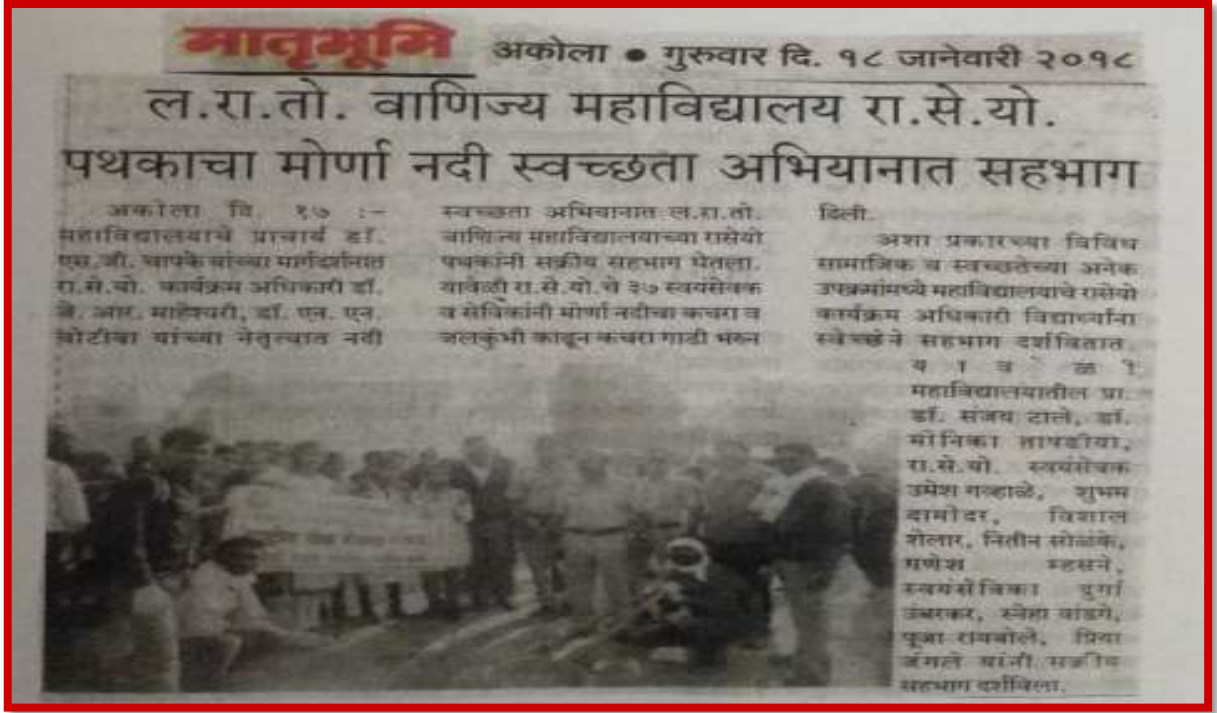 मातृभूमि
अकोला ● गुरुवार दि. १८ जानेवारी २०१८
ल.रा.तो. वाणिज्य महाविद्यालय रा.से.यो.
पथकाचा मोर्णा नदी स्वच्छता अभियानात सहभाग
अकोला दि. १७ :-
महाविद्यालयाचे प्राचार्य डॉ.
एस.जी. चापके यांच्या मार्गदर्शनात
रा.से.यो. कार्यक्रम अधिकारी डॉ.
जे. आर. माहेश्वरी, डॉ. एन. एन.
यांच्या नेतृत्वात नदी
स्वच्छता अभियानात ल.रा.तो.
वाणिज्य महाविद्यालयाच्या रासेयो
पथकांनी सक्रीय सहभाग घेतला.
यावेळी रा.से.यो.चे ३७ स्वयंसेवक
व सेविकांनी मोर्णा नदीचा कचरा व
जलकुंभी काढून कचरा गाडी भरुन
दिली.
अशा प्रकारच्या विविध
सामाजिक व स्वच्छतेच्या अनेक
उपक्रमांमध्ये महाविद्यालयाचे रासेयो
कार्यक्रम अधिकारी विद्यार्थ्यांना
स्वेच्छेने सहभाग दर्शवितात.
यावेळी
महाविद्यालयातील प्रा.
डॉ. संजय टाले, डॉ.
मोनिका तापडीया,
रा.से.यो. स्वयंसेवक
उमेश गव्हाळे, शुभम
दामोदर, विशाल
शेलार, नितीन सोळंके,
गणेश म्हसने,
स्वयंसेविका दुर्गा
उंबरकर, स्नेहा वांडगे,
पूजा रायबोले, प्रिया
जंगले यांनी सक्रीय
सहभाग दर्शविला.